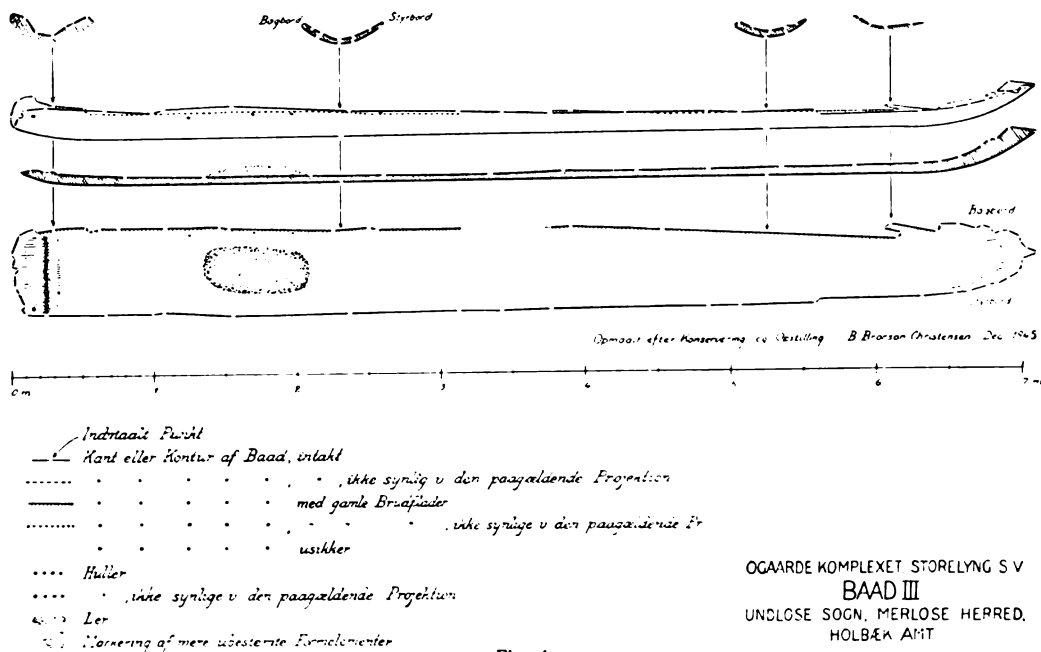 Bagbord Styrbord
Bagbord
Styrbord
Opmaalt efter Konservering og Opstilling B Brorson Christensen Dec 1945
0 m 1 2 3 4 5 6 7 m
Indmaalt Punkt
Kant eller Kontur af Baad, intakt
, ikke synlig v den paagældende Projektion
med gamle Brudflader
, ikke synlige v den paagældende Pr
usikker
Huller
, ikke synlige v den paagældende Projektion
Ler
Markering af mere ubestemte Formelementer
OGAARDE KOMPLEXET STORELYNG S V
BAAD III
UNDLOSE SOGN, MERLOSE HERRED,
HOLBÆK AMT